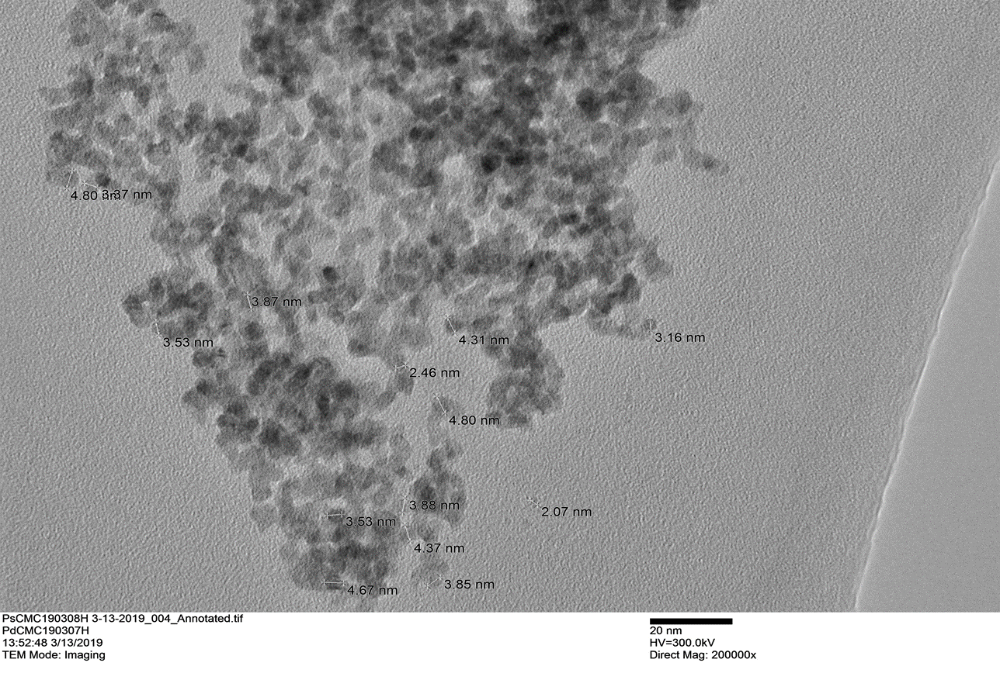 4.80 nm
3.37 nm
3.87 nm
3.53 nm
4.31 nm
3.16 nm
2.46 nm
4.80 nm
3.88 nm
2.07 nm
3.53 nm
4.37 nm
3.85 nm
4.67 nm
PsCMC190308H 3-13-2019_004_Annotated.tif
PdCMC190307H
13:52:48 3/13/2019
TEM Mode: Imaging
20 nm
HV=300.0kV
Direct Mag: 200000x